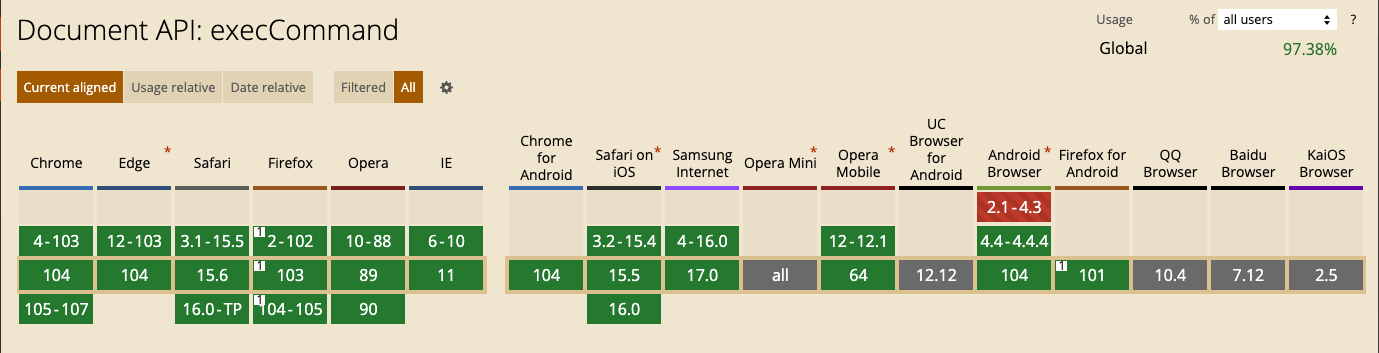 Document API: execCommand
Usage % of all users ?
Global 97.38%
Current aligned Usage relative Date relative Filtered All
Chrome
Edge *
Safari
Firefox
Opera
IE
Chrome for Android
Safari on iOS *
Samsung Internet
Opera Mini *
Opera Mobile *
UC Browser for Android
Android Browser *
Firefox for Android
QQ Browser
Baidu Browser
KaiOS Browser
2.1-4.3
4-103 12-103 3.1-15.5 1 2-102 10-88 6-10 3.2-15.4 4-16.0 12-12.1 4.4-4.4.4
104 104 15.6 1 103 89 11 104 15.5 17.0 all 64 12.12 104 1 101 10.4 7.12 2.5
105-107 16.0-TP 1 104-105 90 16.0